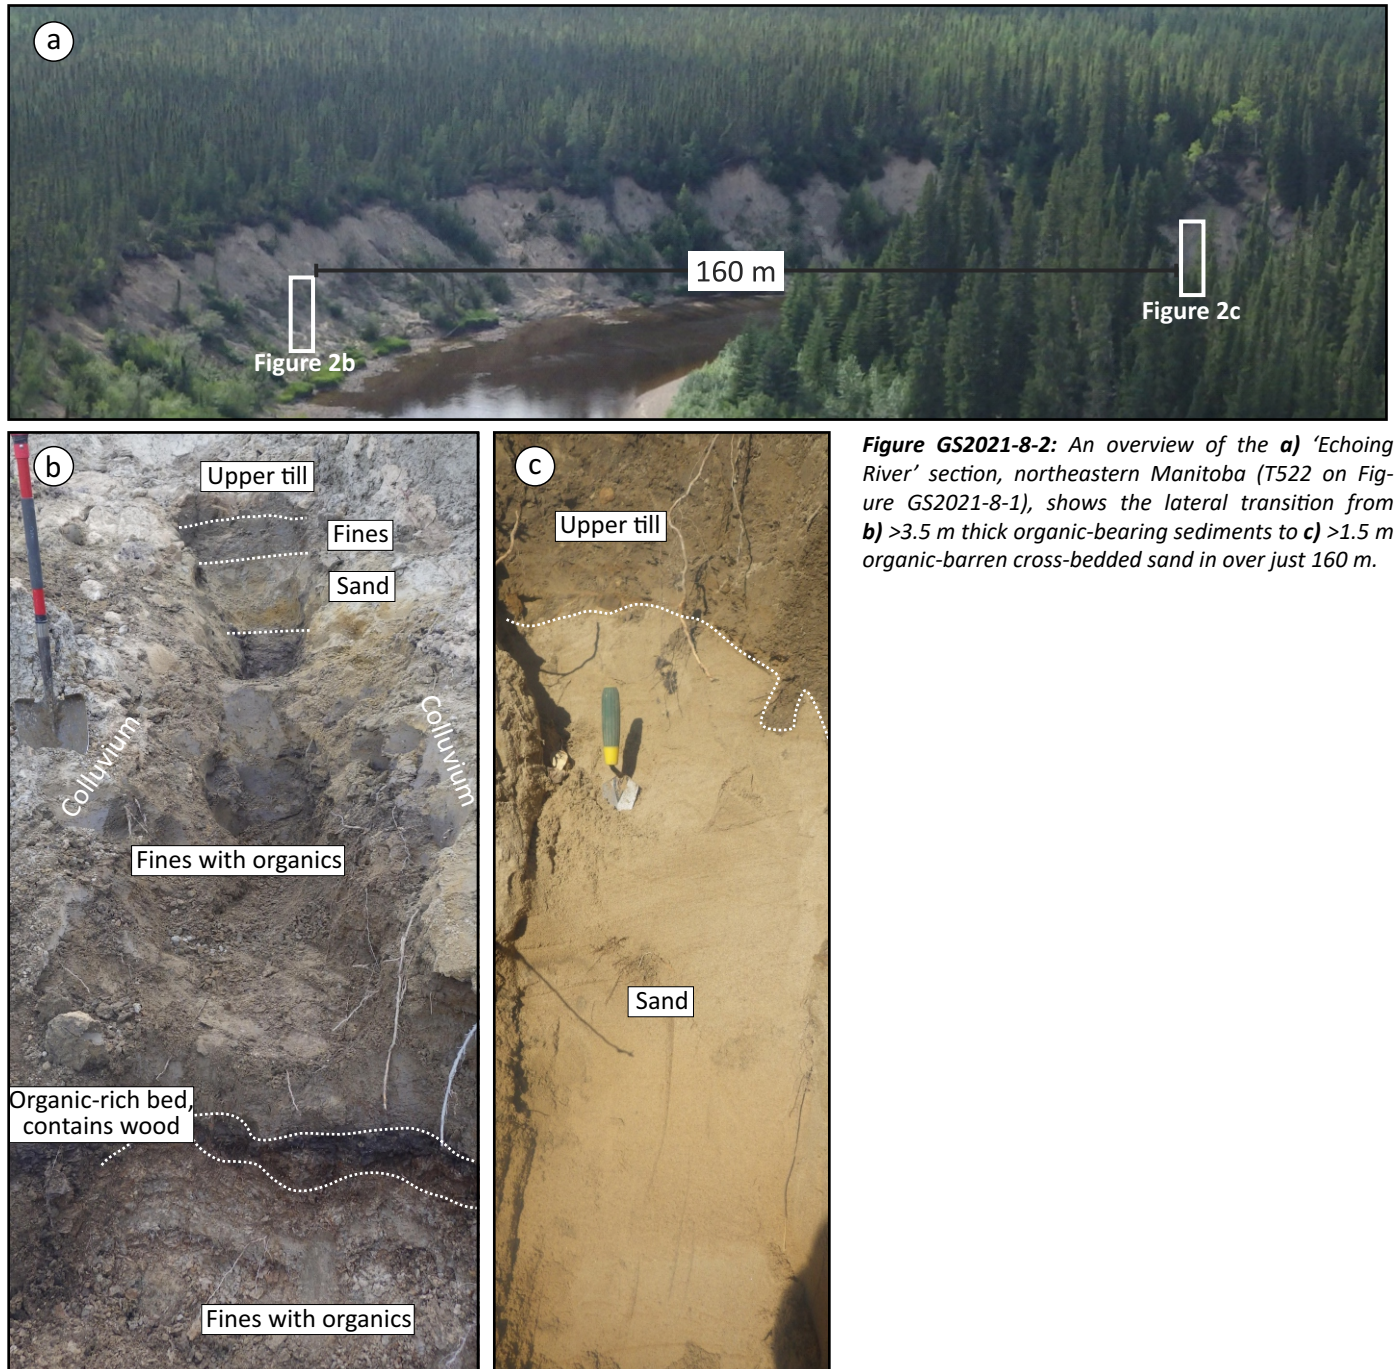 a
160 m
Figure 2b
Figure 2c
b
Upper till
Fines
Sand
Colluvium
Colluvium
Fines with organics
Organic-rich bed,
contains wood
Fines with organics
c
Upper till
Sand
Figure GS2021-8-2: An overview of the a) ‘Echoing
River’ section, northeastern Manitoba (T522 on Fig-
ure GS2021-8-1), shows the lateral transition from
b) >3.5 m thick organic-bearing sediments to c) >1.5 m
organic-barren cross-bedded sand in over just 160 m.